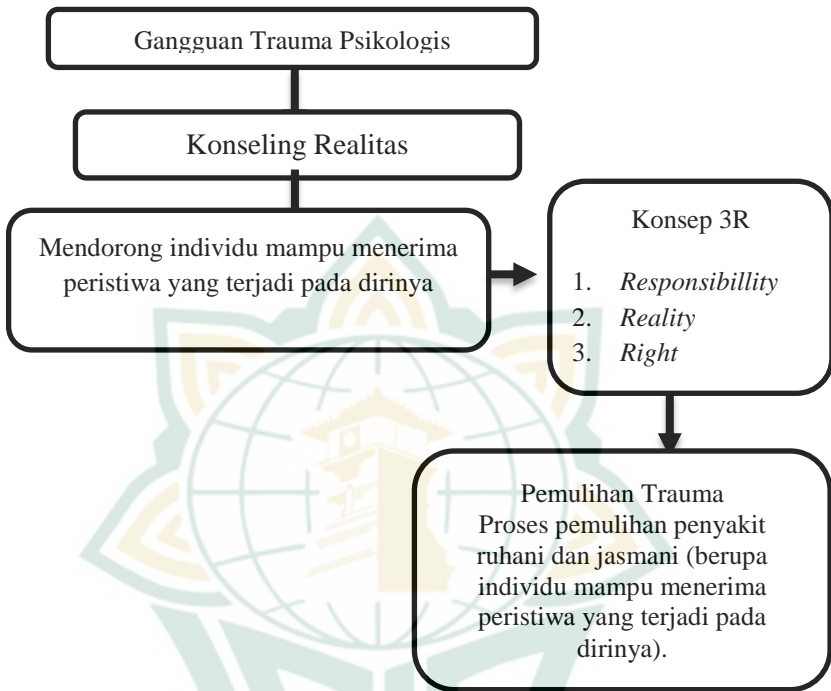 Gangguan Trauma Psikologis
Konseling Realitas
Mendorong individu mampu menerima
peristiwa yang terjadi pada dirinya
Konsep 3R
1. Responsibillity
2. Reality
3. Right
Pemulihan Trauma
Proses pemulihan penyakit
ruhani dan jasmani (berupa
individu mampu menerima
peristiwa yang terjadi pada
dirinya).